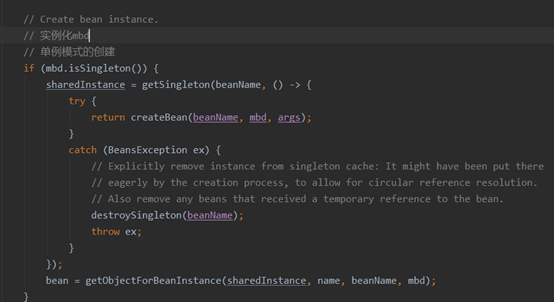 // Create bean instance.
// 实例化mbd
// 单例模式的创建
if (mbd.isSingleton()) {
sharedInstance = getSingleton(beanName, () -> {
try {
return createBean(beanName, mbd, args);
}
catch (BeansException ex) {
// Explicitly remove instance from singleton cache: It might have been put there
// eagerly by the creation process, to allow for circular reference resolution.
// Also remove any beans that received a temporary reference to the bean.
destroySingleton(beanName);
throw ex;
}
});
bean = getObjectForBeanInstance(sharedInstance, name, beanName, mbd);
}